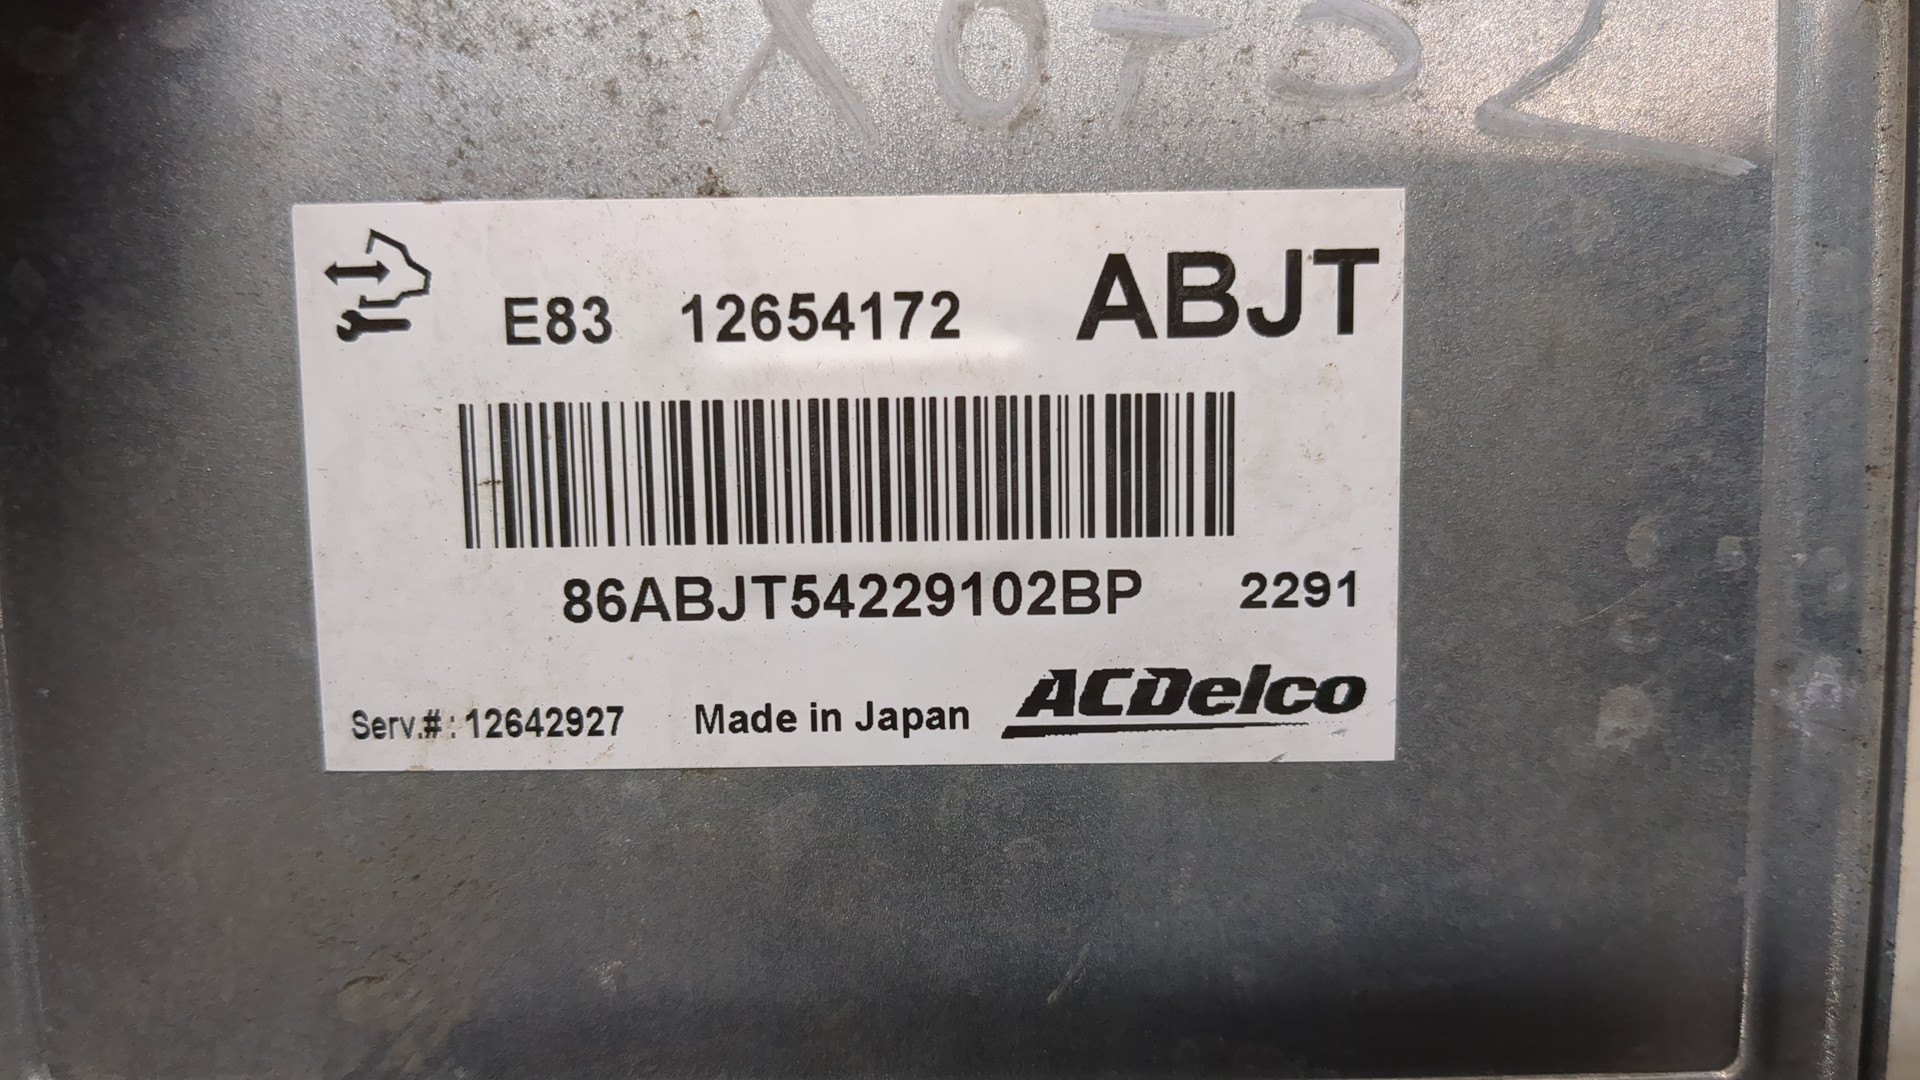 E83 12654172 ABJT
86ABJT54229102BP 2291
Serv.#: 12642927 Made in Japan ACDelco